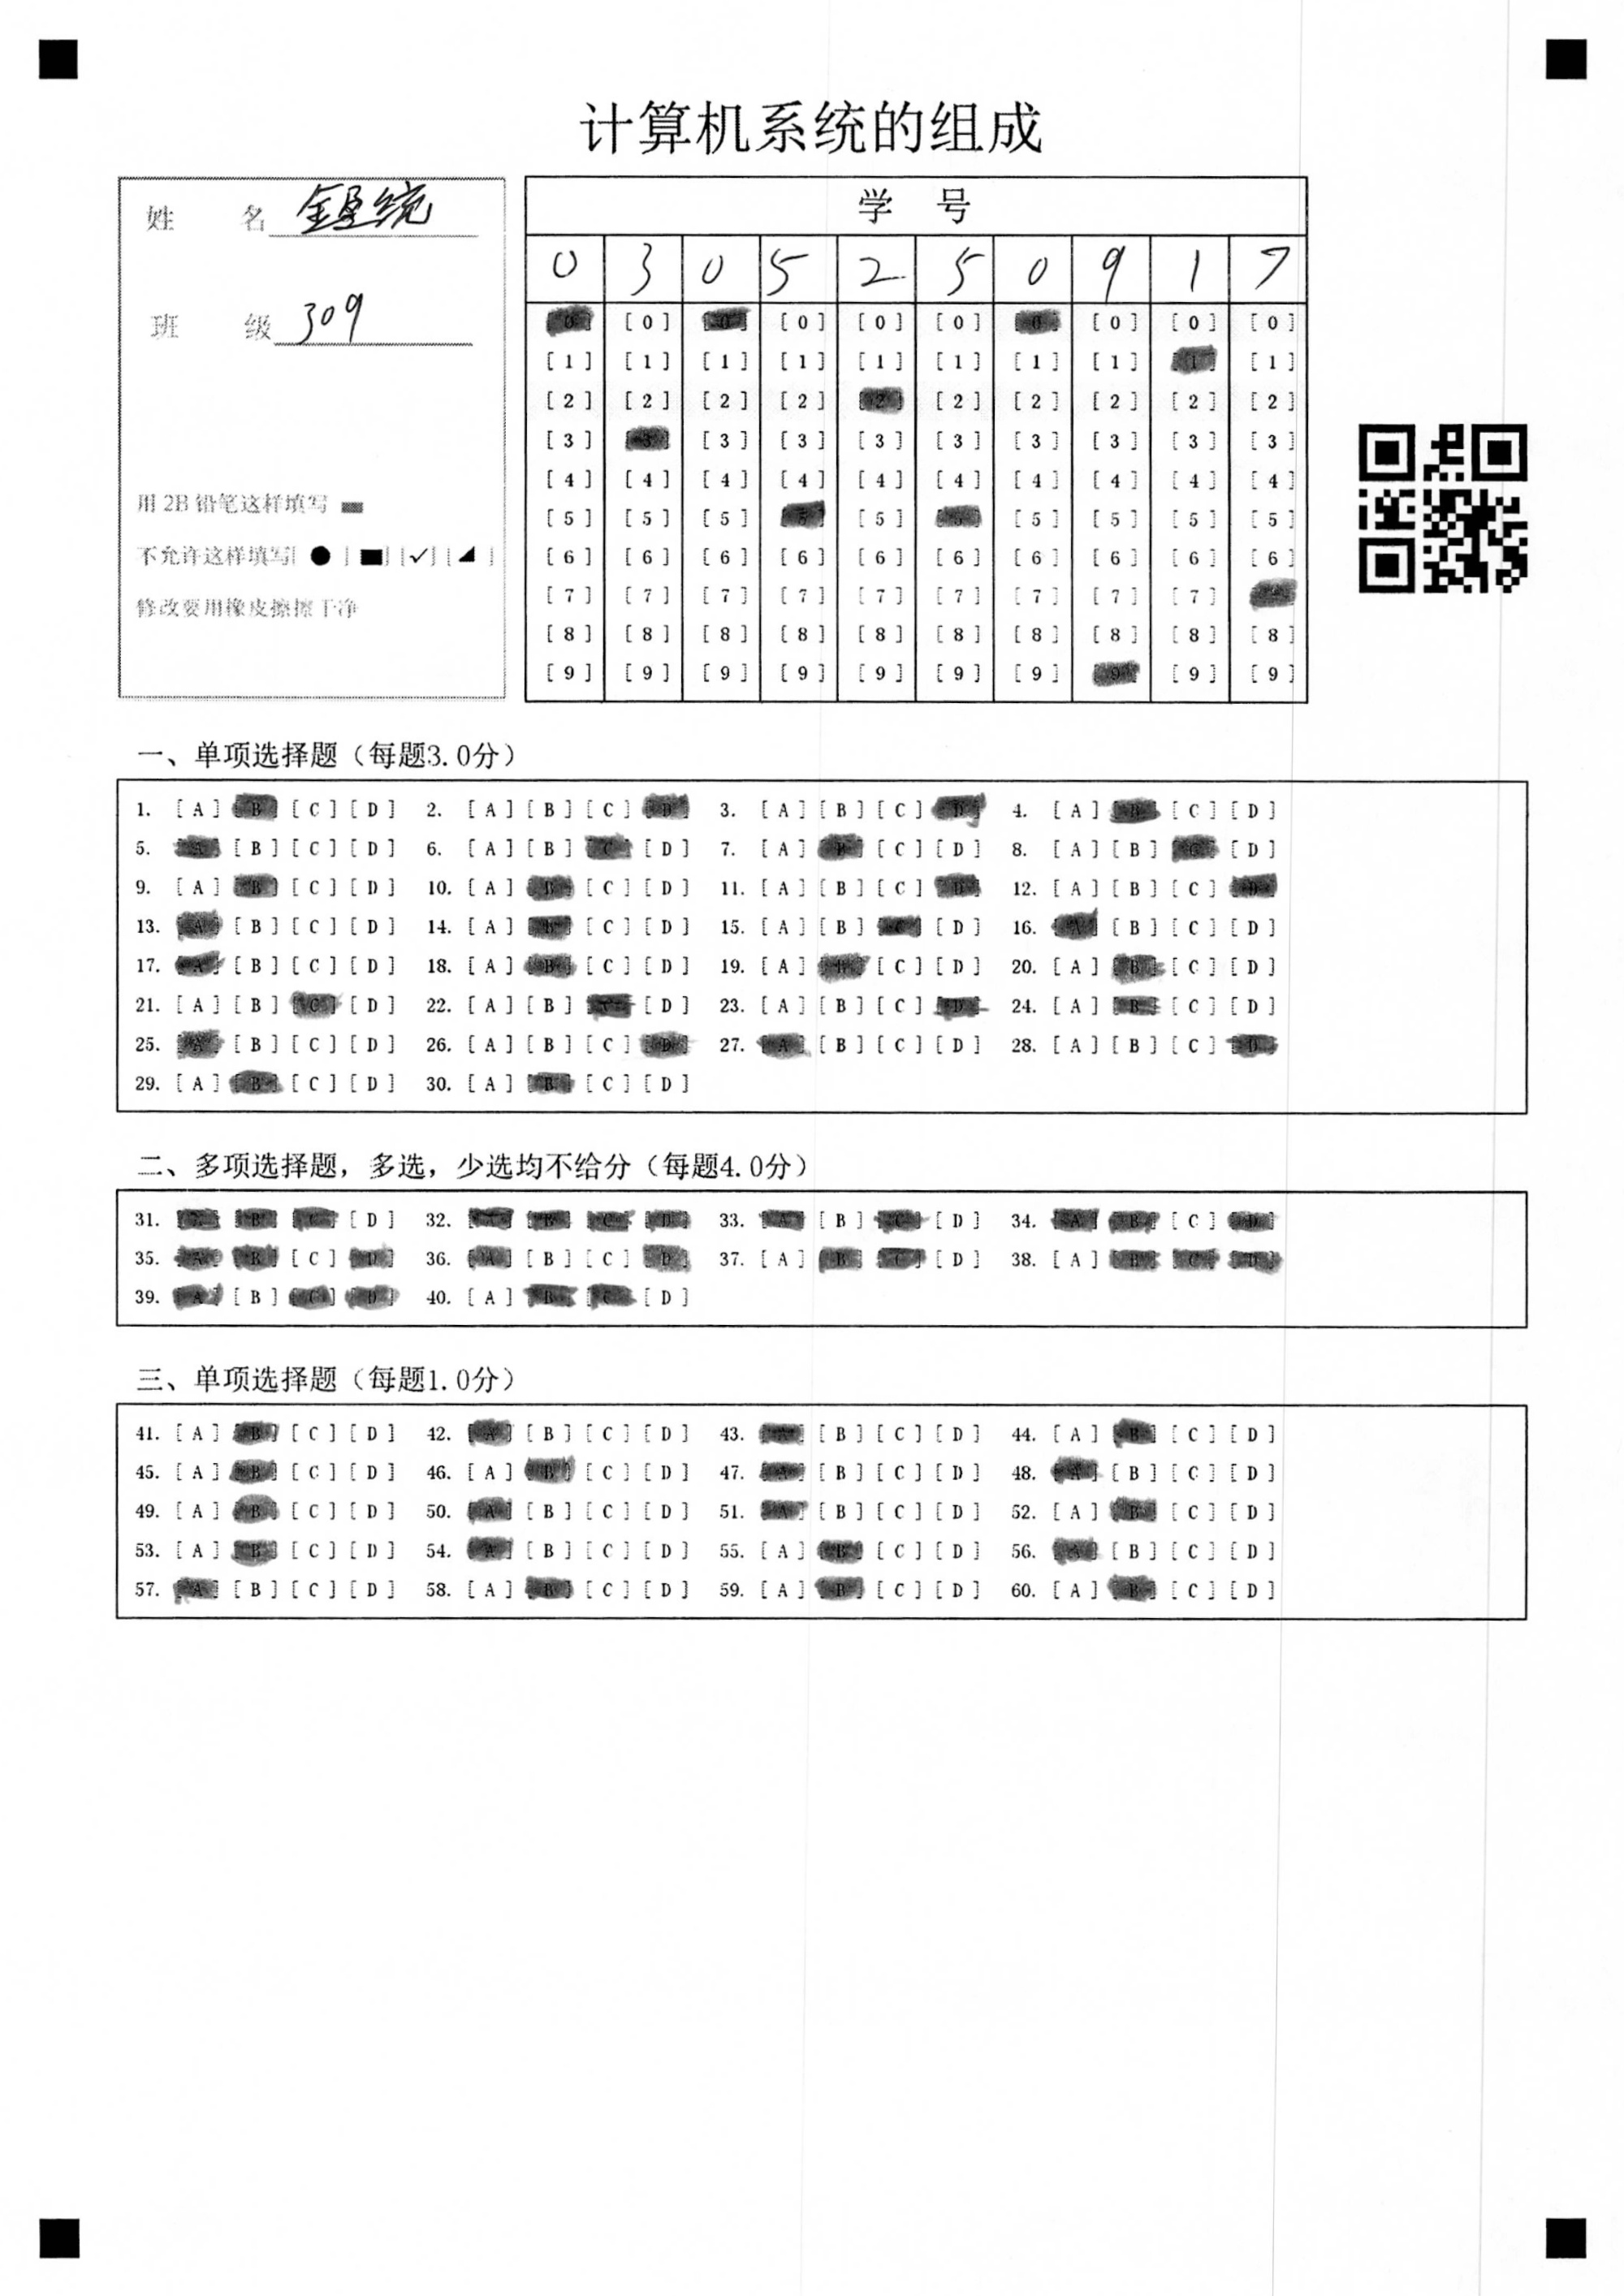 计算机系统的组成
姓 名
班 级 309
用 2B 铅笔这样填写
不允许这样填写[ ● ] [■] [✓] [◢ ]
修改要用橡皮擦擦干净
学 号
0 3 0 5 2 5 0 9 1 7
[0] [0] [0] [0] [0] [0] [0] [0] [0] [0]
[1] [1] [1] [1] [1] [1] [1] [1] [1] [1]
[2] [2] [2] [2] [2] [2] [2] [2] [2] [2]
[3] [3] [3] [3] [3] [3] [3] [3] [3] [3]
[4] [4] [4] [4] [4] [4] [4] [4] [4] [4]
[5] [5] [5] [5] [5] [5] [5] [5] [5] [5]
[6] [6] [6] [6] [6] [6] [6] [6] [6] [6]
[7] [7] [7] [7] [7] [7] [7] [7] [7] [7]
[8] [8] [8] [8] [8] [8] [8] [8] [8] [8]
[9] [9] [9] [9] [9] [9] [9] [9] [9] [9]
一、单项选择题（每题3.0分）
1. [A] [B] [C] [D] 2. [A] [B] [C] [D] 3. [A] [B] [C] [D] 4. [A] [B] [C] [D]
5. [A] [B] [C] [D] 6. [A] [B] [C] [D] 7. [A] [B] [C] [D] 8. [A] [B] [C] [D]
9. [A] [B] [C] [D] 10. [A] [B] [C] [D] 11. [A] [B] [C] [D] 12. [A] [B] [C] [D]
13. [A] [B] [C] [D] 14. [A] [B] [C] [D] 15. [A] [B] [C] [D] 16. [A] [B] [C] [D]
17. [A] [B] [C] [D] 18. [A] [B] [C] [D] 19. [A] [B] [C] [D] 20. [A] [B] [C] [D]
21. [A] [B] [C] [D] 22. [A] [B] [C] [D] 23. [A] [B] [C] [D] 24. [A] [B] [C] [D]
25. [A] [B] [C] [D] 26. [A] [B] [C] [D] 27. [A] [B] [C] [D] 28. [A] [B] [C] [D]
29. [A] [B] [C] [D] 30. [A] [B] [C] [D]
二、多项选择题，多选，少选均不给分（每题4.0分）
31. [A] [B] [C] [D] 32. [A] [B] [C] [D] 33. [A] [B] [C] [D] 34. [A] [B] [C] [D]
35. [A] [B] [C] [D] 36. [A] [B] [C] [D] 37. [A] [B] [C] [D] 38. [A] [B] [C] [D]
39. [A] [B] [C] [D] 40. [A] [B] [C] [D]
三、单项选择题（每题1.0分）
41. [A] [B] [C] [D] 42. [A] [B] [C] [D] 43. [A] [B] [C] [D] 44. [A] [B] [C] [D]
45. [A] [B] [C] [D] 46. [A] [B] [C] [D] 47. [A] [B] [C] [D] 48. [A] [B] [C] [D]
49. [A] [B] [C] [D] 50. [A] [B] [C] [D] 51. [A] [B] [C] [D] 52. [A] [B] [C] [D]
53. [A] [B] [C] [D] 54. [A] [B] [C] [D] 55. [A] [B] [C] [D] 56. [A] [B] [C] [D]
57. [A] [B] [C] [D] 58. [A] [B] [C] [D] 59. [A] [B] [C] [D] 60. [A] [B] [C] [D]